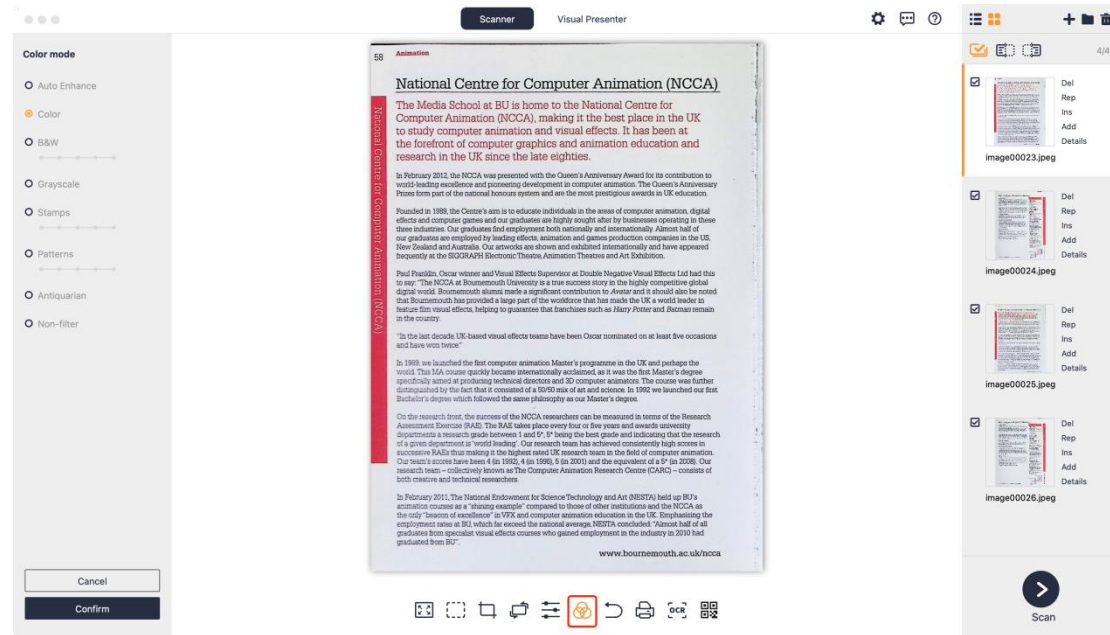 Scanner
Visual Presenter
Color mode
Auto Enhance
Color
B&W
Grayscale
Stamps
Patterns
Antiquarian
Non-filter
Cancel
Confirm
58
Animation
National Centre for Computer Animation (NCCA)
National Centre for Computer Animation (NCCA)
The Media School at BU is home to the National Centre for
Computer Animation (NCCA), making it the best place in the UK
to study computer animation and visual effects. It has been at
the forefront of computer graphics and animation education and
research in the UK since the late eighties.
In February 2012, the NCCA was presented with the Queen's Anniversary Award for its contribution to
world-leading excellence and pioneering development in computer animation. The Queen's Anniversary
Prizes form part of the national honours system and are the most prestigious awards in UK education.
Founded in 1989, the Centre's aim is to educate individuals in the areas of computer animation, digital
effects and computer games and our graduates are highly sought after by businesses operating in these
three industries. Our graduates find employment both nationally and internationally. Almost half of
our graduates are employed by leading effects, animation and games production companies in the US,
New Zealand and Australia. Our artworks are shown and exhibited internationally and have appeared
frequently at the SIGGRAPH Electronic Theatre, Animation Theatres and Art Exhibition.
Paul Franklin, Oscar winner and Visual Effects Supervisor at Double Negative Visual Effects Ltd had this
to say: "The NCCA at Bournemouth University is a true success story in the highly competitive global
digital world. Bournemouth alumni made a significant contribution to Avatar and it should also be noted
that Bournemouth has provided a large part of the workforce that has made the UK a world leader in
feature film visual effects, helping to guarantee that franchises such as Harry Potter and Batman remain
in the country.
"In the last decade, UK-based visual effects teams have been Oscar nominated on at least five occasions
and have won twice."
In 1989, we launched the first computer animation Master's programme in the UK and perhaps the
world. This MA course quickly became internationally acclaimed, as it was the first Master's degree
specifically aimed at producing technical directors and 3D computer animators. The course was further
distinguished by the fact that it consisted of a 50/50 mix of art and science. In 1992 we launched our first
Bachelor's degree which followed the same philosophy as our Master's degree.
On the research front, the success of the NCCA researchers can be measured in terms of the Research
Assessment Exercise (RAE). The RAE takes place every four or five years and awards university
departments a research grade between 1 and 5*, 5* being the best grade and indicating that the research
of a given department is 'world leading'. Our research team has achieved consistently high scores in
successive RAEs thus making it the highest rated UK research team in the field of computer animation.
Our team's scores have been 4 (in 1992), 4 (in 1996), 5 (in 2001) and the equivalent of a 5* (in 2008). Our
research team – collectively known as The Computer Animation Research Centre (CARC) – consists of
both creative and technical researchers.
In February 2011, The National Endowment for Science Technology and Art (NESTA) held up BU's
animation courses as a "shining example" compared to those of other institutions and the NCCA as
the only "beacon of excellence" in VFX and computer animation education in the UK. Emphasising the
employment rates at BU, which far exceed the national average, NESTA concluded: "Almost half of all
graduates from specialist visual effects courses who gained employment in the industry in 2010 had
graduated from BU".
www.bournemouth.ac.uk/ncca
OCR
4/4
Del
Rep
Ins
Add
Details
image00023.jpeg
Del
Rep
Ins
Add
Details
image00024.jpeg
Del
Rep
Ins
Add
Details
image00025.jpeg
Del
Rep
Ins
Add
Details
image00026.jpeg
Scan